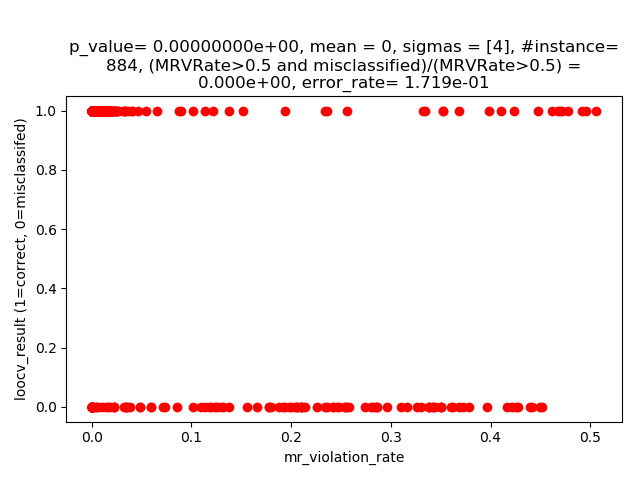 p_value= 0.00000000e+00, mean = 0, sigmas = [4], #instance=
884, (MRVRate>0.5 and misclassified)/(MRVRate>0.5) =
0.000e+00, error_rate= 1.719e-01
loocv_result (1=correct, 0=misclassifed)
1.0
0.8
0.6
0.4
0.2
0.0
0.0 0.1 0.2 0.3 0.4 0.5
mr_violation_rate